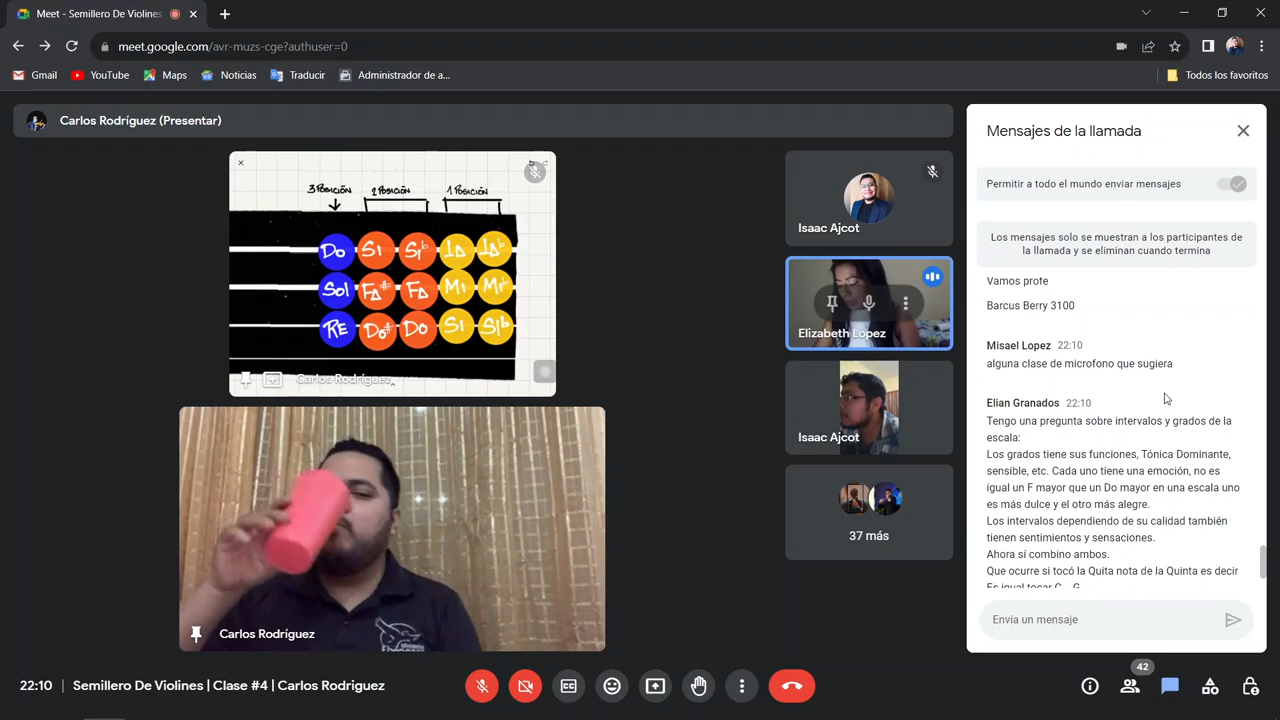 Meet - Semillero De Violines
meet.google.com/avr-muzs-cge?authuser=0
Gmail
YouTube
Maps
Noticias
Traducir
Administrador de a...
Todos los favoritos
Carlos Rodríguez (Presentar)
3 POSICIÓN
2 POSICIÓN
1 POSICIÓN
DO SI SI♭ LA LA♭
SOL FA# FA MI MI♭
RE DO# DO SI SI♭
Carlos Rodríguez
Carlos Rodríguez
Isaac Ajcot
Elizabeth Lopez
Isaac Ajcot
37 más
Mensajes de la llamada
Permitir a todo el mundo enviar mensajes
Los mensajes solo se muestran a los participantes de
la llamada y se eliminan cuando termina
Vamos profe
Barcus Berry 3100
Misael Lopez 22:10
alguna clase de microfono que sugiera
Elian Granados 22:10
Tengo una pregunta sobre intervalos y grados de la
escala:
Los grados tiene sus funciones, Tónica Dominante,
sensible, etc. Cada uno tiene una emoción, no es
igual un F mayor que un Do mayor en una escala uno
es más dulce y el otro más alegre.
Los intervalos dependiendo de su calidad también
tienen sentimientos y sensaciones.
Ahora sí combino ambos.
Que ocurre si tocó la Quita nota de la Quinta es decir
Es igual tocar C G
Envía un mensaje
22:10 | Semillero De Violines | Clase #4 | Carlos Rodriguez
42